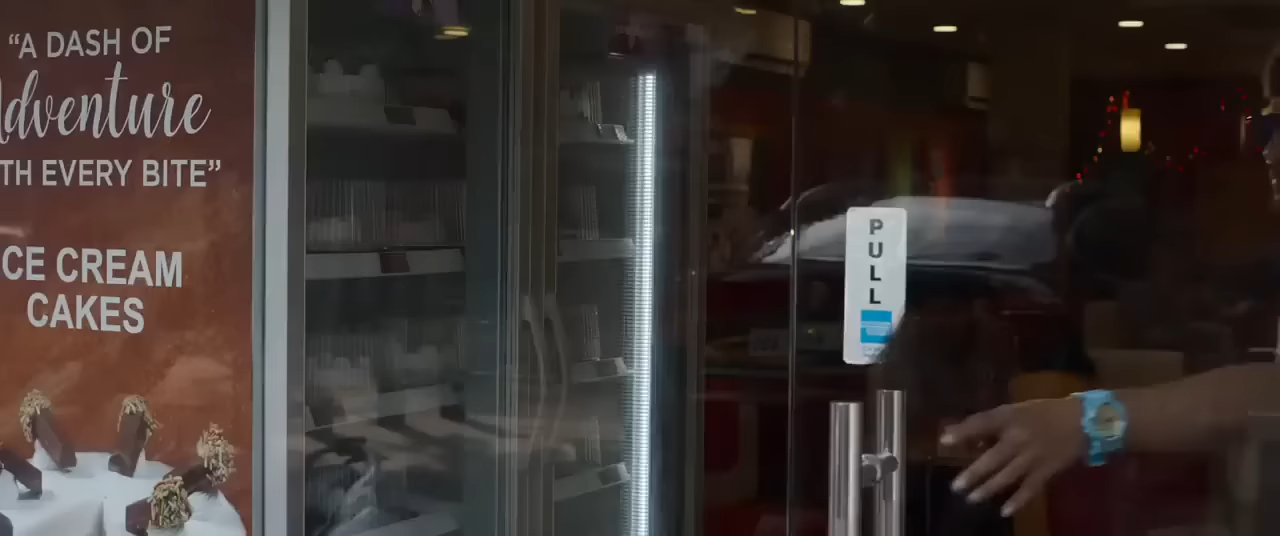 “A DASH OF
Adventure
TH EVERY BITE”
CE CREAM
CAKES
PULL